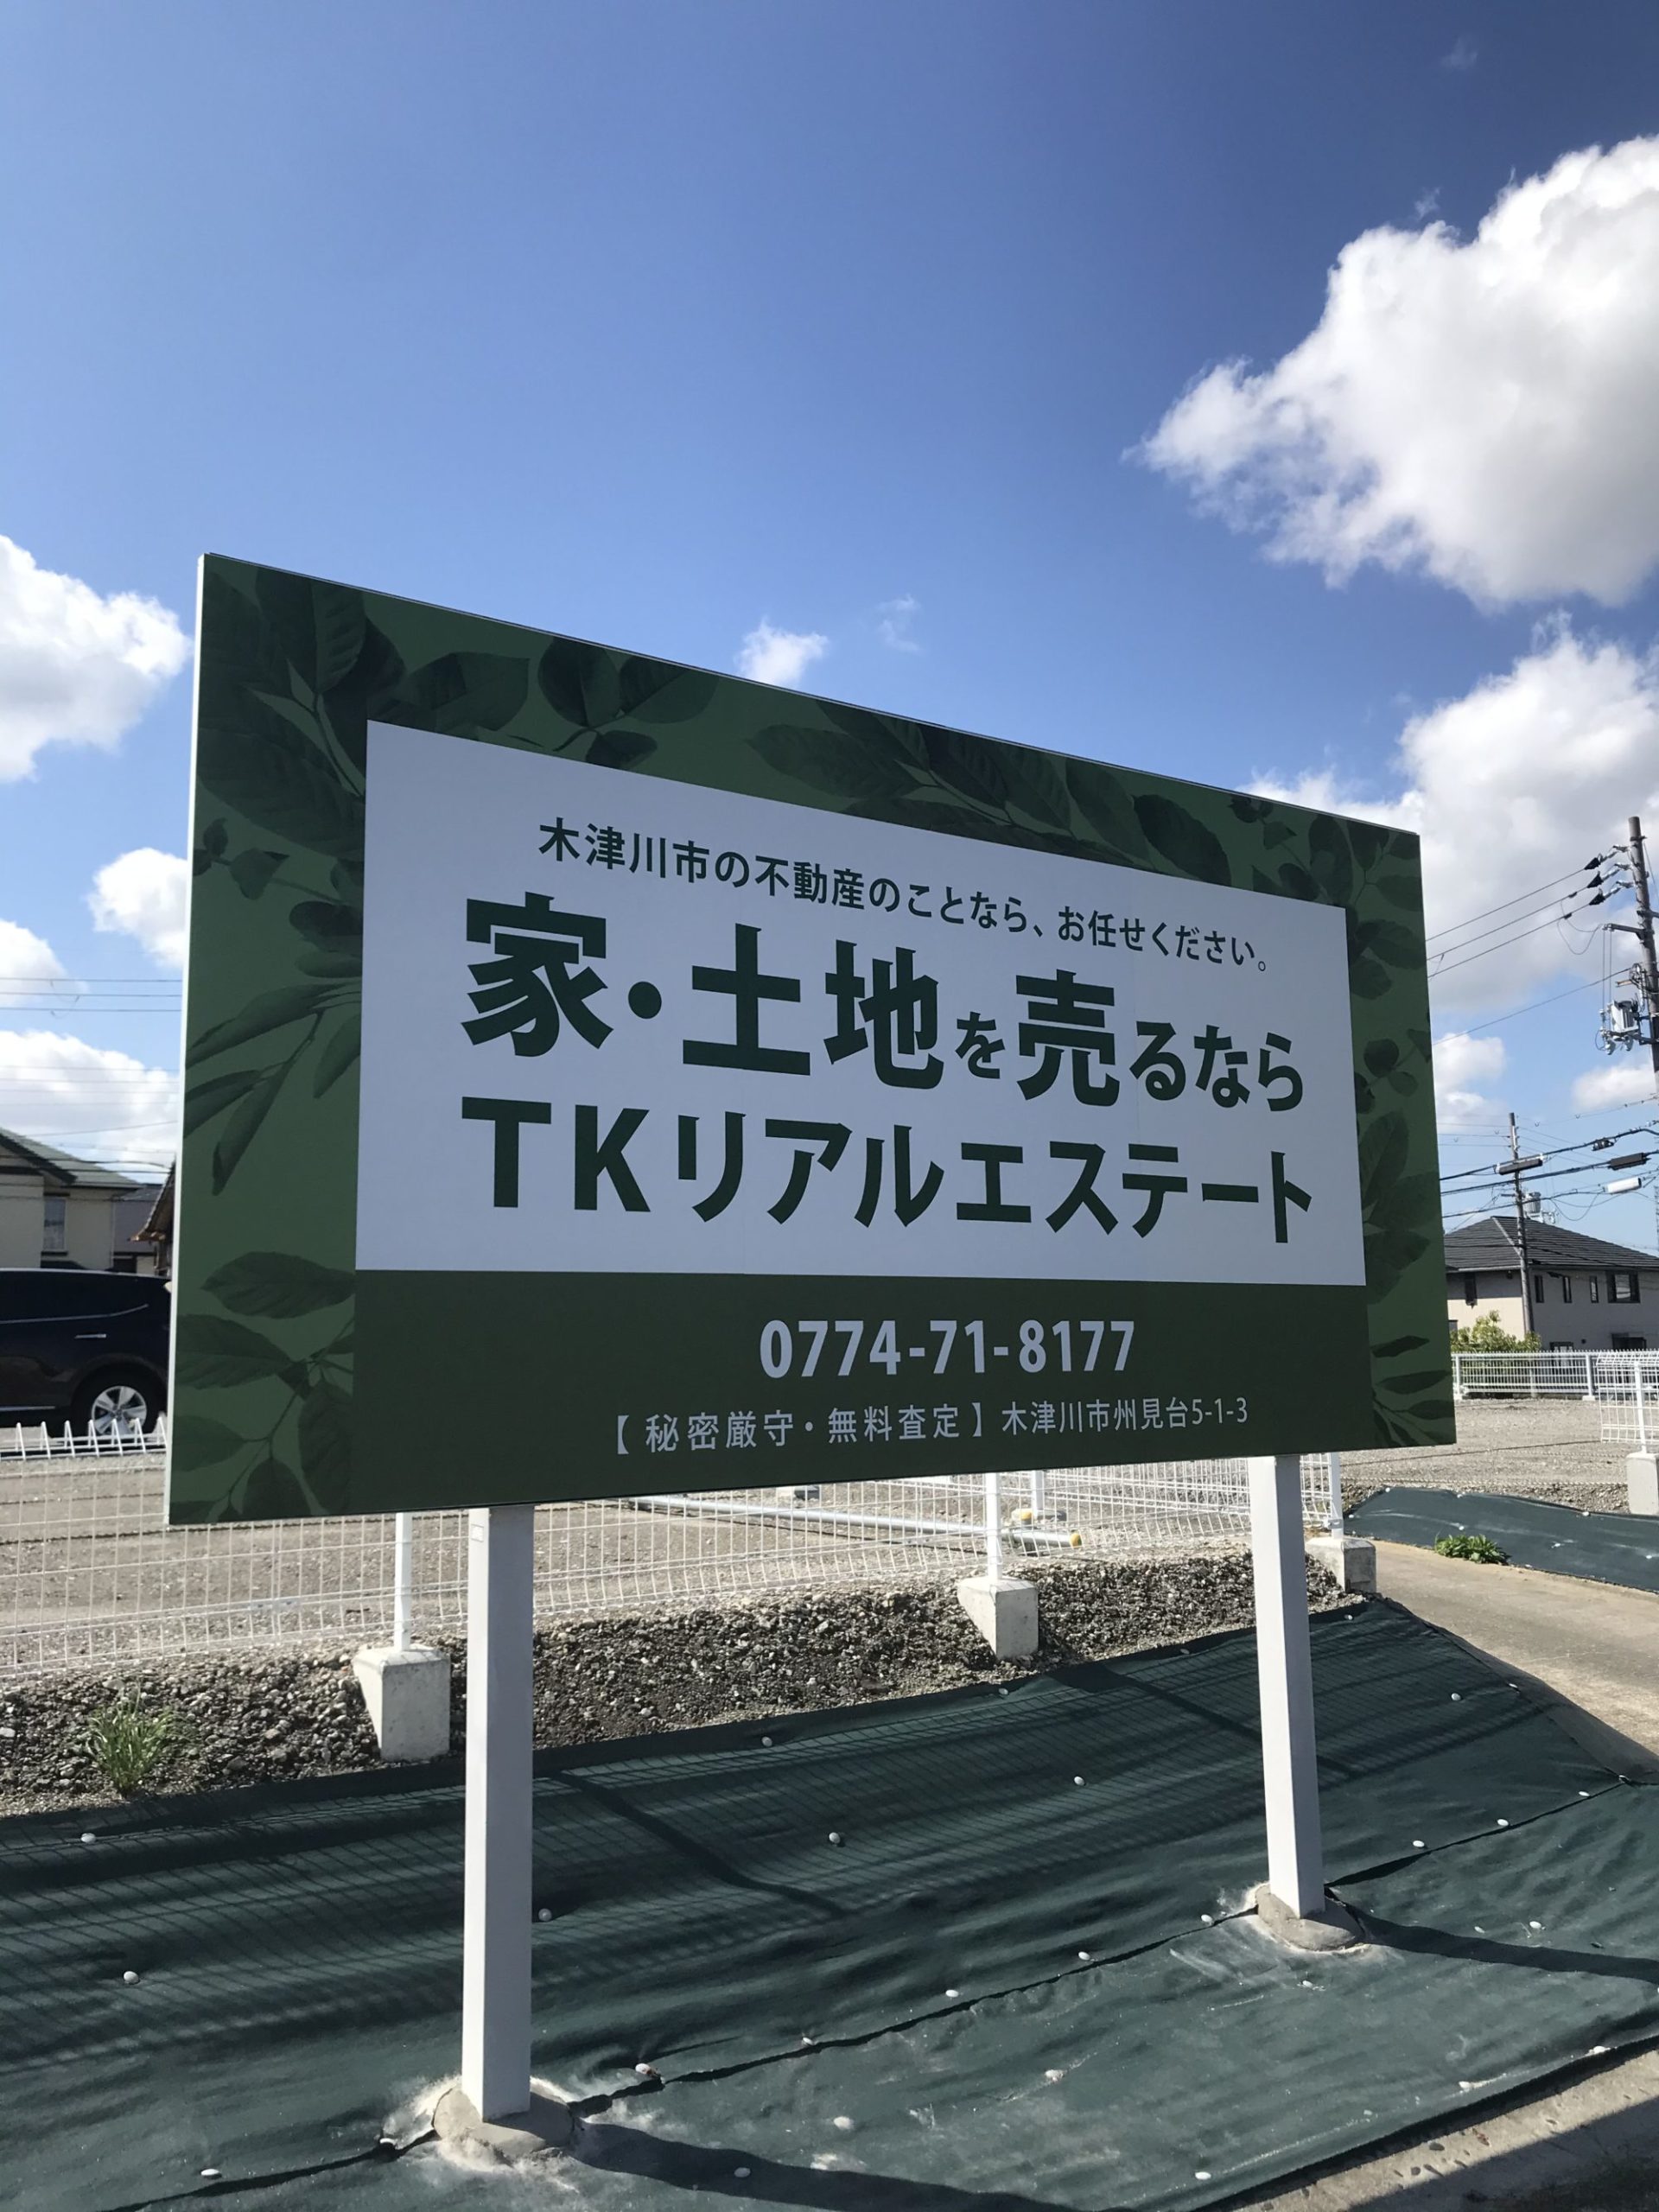 木津川市の不動産のことなら、お任せください。
家・土地を売るなら
TKリアルエステート
0774-71-8177
【秘密厳守・無料査定】木津川市州見台5-1-3